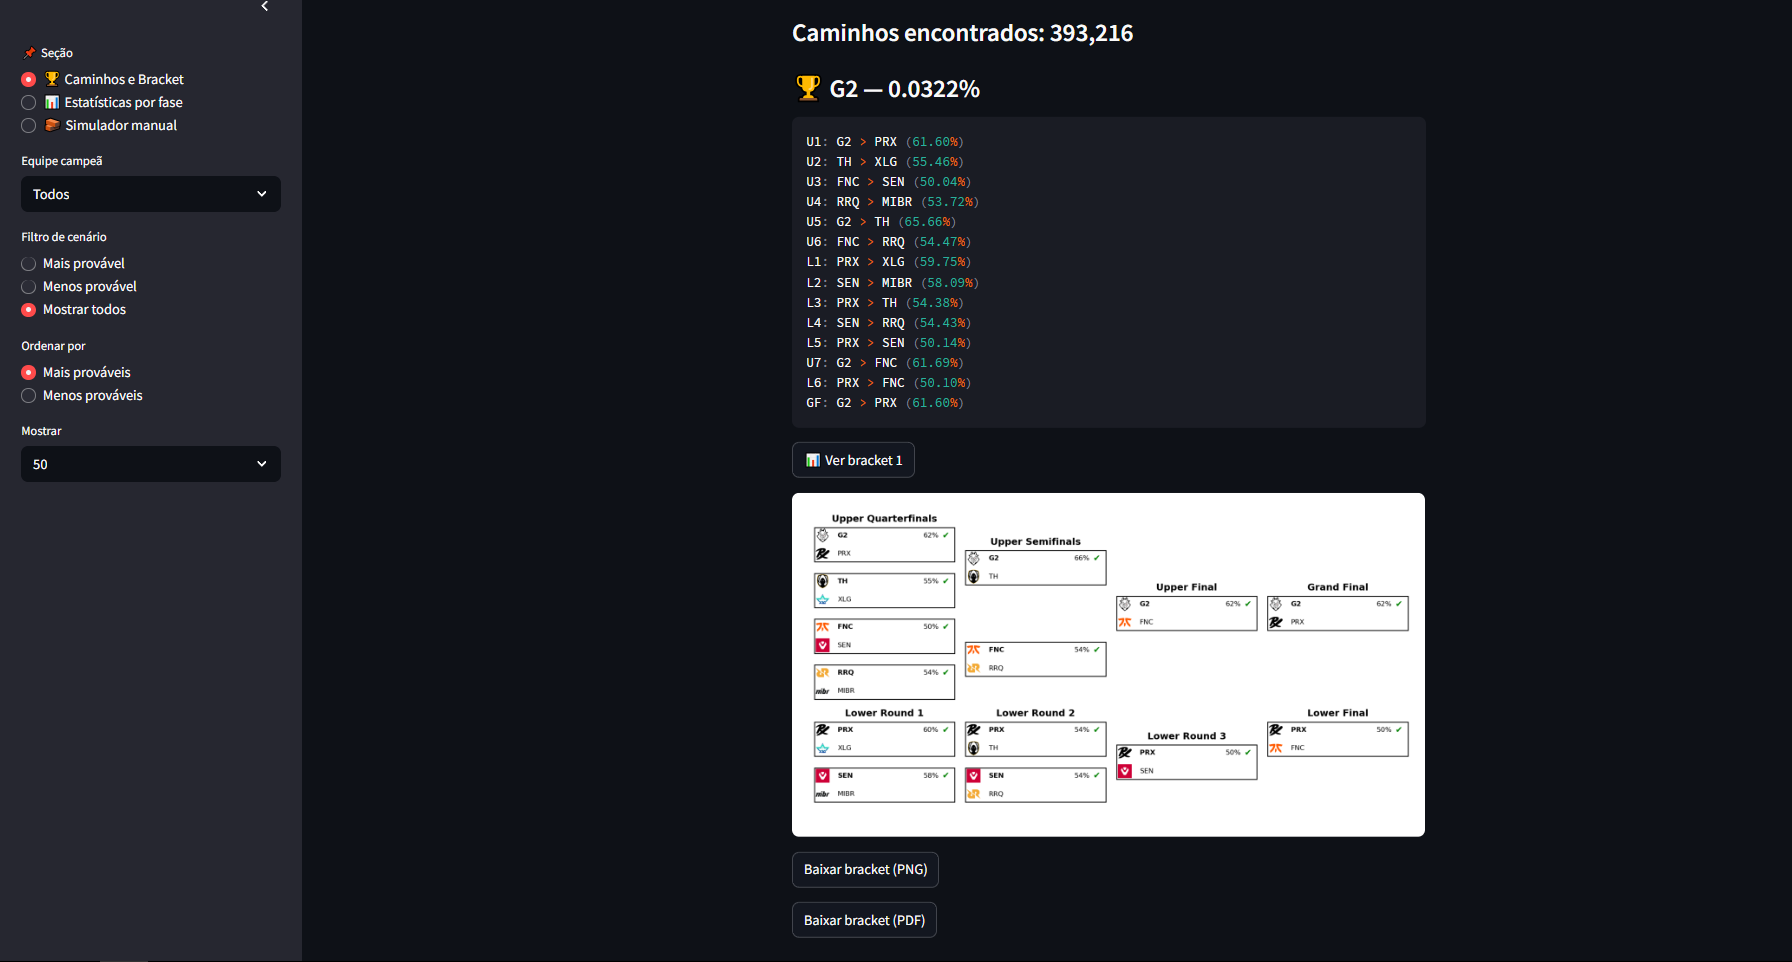 Seção
Caminhos e Bracket
Estatísticas por fase
Simulador manual
Equipe campeã
Todos
Filtro de cenário
Mais provável
Menos provável
Mostrar todos
Ordenar por
Mais prováveis
Menos prováveis
Mostrar
50
Caminhos encontrados: 393,216
G2 — 0.0322%
U1: G2 > PRX (61.60%)
U2: TH > XLG (55.46%)
U3: FNC > SEN (50.04%)
U4: RRQ > MIBR (53.72%)
U5: G2 > TH (65.66%)
U6: FNC > RRQ (54.47%)
L1: PRX > XLG (59.75%)
L2: SEN > MIBR (58.09%)
L3: PRX > TH (54.38%)
L4: SEN > RRQ (54.43%)
L5: PRX > SEN (50.14%)
U7: G2 > FNC (61.69%)
L6: PRX > FNC (50.10%)
GF: G2 > PRX (61.60%)
Ver bracket 1
Upper Quarterfinals
G2 62% ✔
PRX
TH 55% ✔
XLG
FNC 50% ✔
SEN
RRQ 54% ✔
mibr MIBR
Upper Semifinals
G2 66% ✔
TH
FNC 54% ✔
RRQ
Upper Final
G2 62% ✔
FNC
Grand Final
G2 62% ✔
PRX
Lower Round 1
PRX 60% ✔
XLG
SEN 58% ✔
mibr MIBR
Lower Round 2
PRX 54% ✔
TH
SEN 54% ✔
RRQ
Lower Round 3
PRX 50% ✔
SEN
Lower Final
PRX 50% ✔
FNC
Baixar bracket (PNG)
Baixar bracket (PDF)